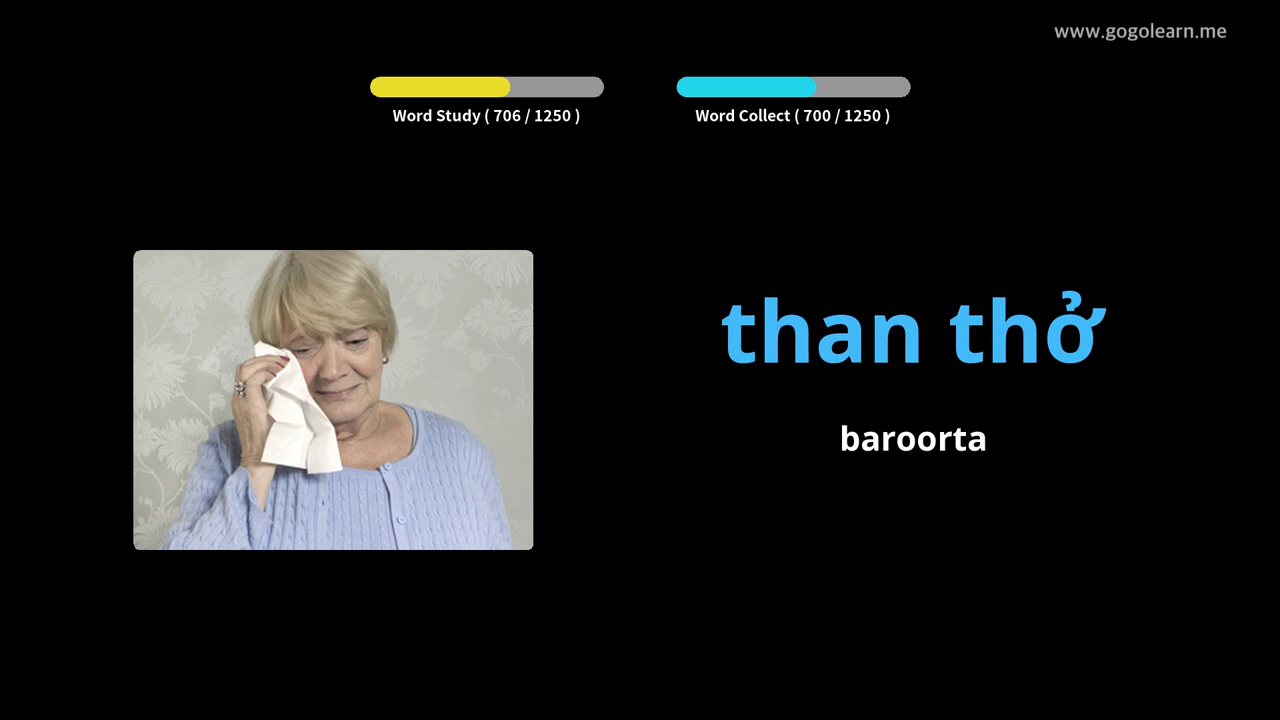 www.gogolearn.me
Word Study ( 706 / 1250 )
Word Collect ( 700 / 1250 )
than thở
baroorta